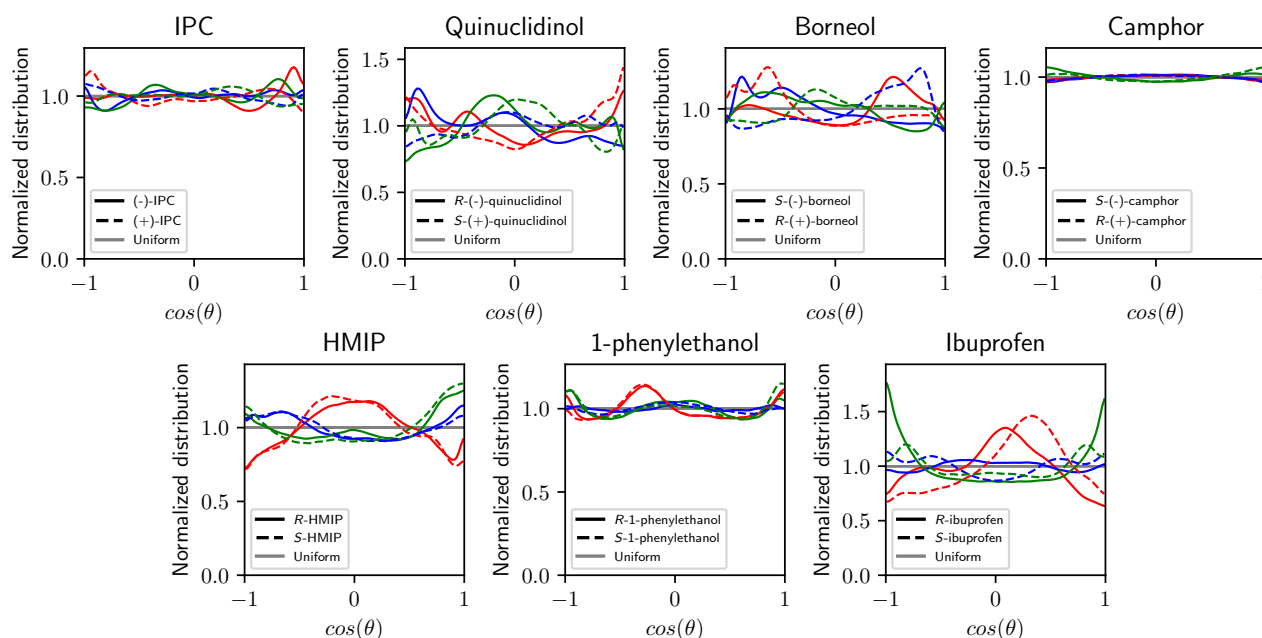 IPC
Normalized distribution
1.0
0.5
0.0
(-)-IPC
(+)-IPC
Uniform
−1
0
1
cos(θ)
Quinuclidinol
Normalized distribution
1.5
1.0
0.5
0.0
R-(-)-quinuclidinol
S-(+)-quinuclidinol
Uniform
−1
0
1
cos(θ)
Borneol
Normalized distribution
1.0
0.5
0.0
S-(-)-borneol
R-(+)-borneol
Uniform
−1
0
1
cos(θ)
Camphor
Normalized distribution
1.0
0.5
0.0
S-(-)-camphor
R-(+)-camphor
Uniform
−1
0
1
cos(θ)
HMIP
Normalized distribution
1.0
0.5
0.0
R-HMIP
S-HMIP
Uniform
−1
0
1
cos(θ)
1-phenylethanol
Normalized distribution
1.0
0.5
0.0
R-1-phenylethanol
S-1-phenylethanol
Uniform
−1
0
1
cos(θ)
Ibuprofen
Normalized distribution
1.5
1.0
0.5
0.0
R-ibuprofen
S-ibuprofen
Uniform
−1
0
1
cos(θ)